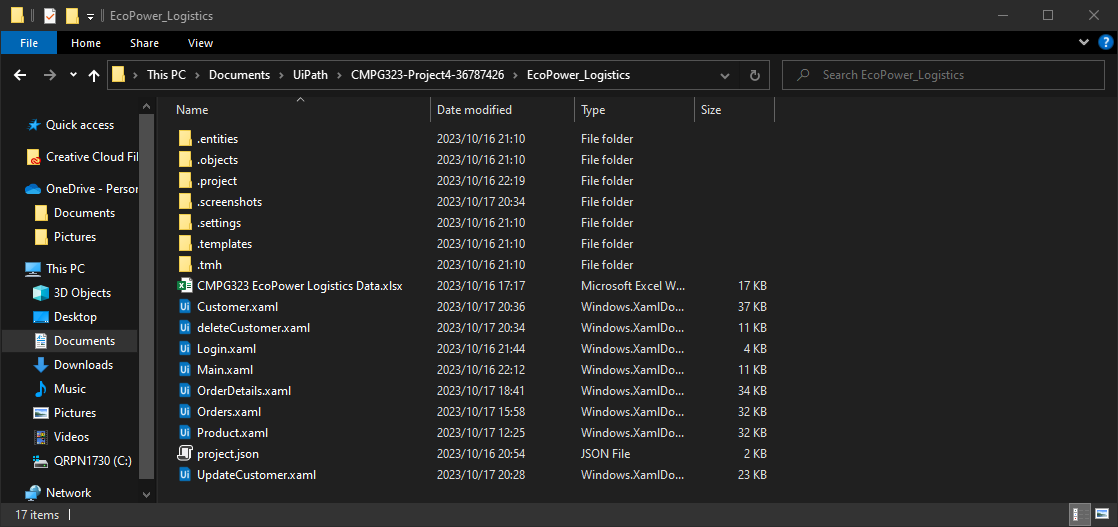 EcoPower_Logistics
File Home Share View
This PC Documents UiPath CMPG323-Project4-36787426 EcoPower_Logistics
Search EcoPower_Logistics
Quick access
Creative Cloud Fil
OneDrive - Person
Documents
Pictures
This PC
3D Objects
Desktop
Documents
Downloads
Music
Pictures
Videos
QRPN1730 (C:)
Network
Name Date modified Type Size
.entities 2023/10/16 21:10 File folder
.objects 2023/10/16 21:10 File folder
.project 2023/10/16 22:19 File folder
.screenshots 2023/10/17 20:34 File folder
.settings 2023/10/16 21:10 File folder
.templates 2023/10/16 21:10 File folder
.tmh 2023/10/16 21:10 File folder
CMPG323 EcoPower Logistics Data.xlsx 2023/10/16 17:17 Microsoft Excel W... 17 KB
Ui Customer.xaml 2023/10/17 20:36 Windows.XamlDo... 37 KB
Ui deleteCustomer.xaml 2023/10/17 20:34 Windows.XamlDo... 11 KB
Ui Login.xaml 2023/10/16 21:44 Windows.XamlDo... 4 KB
Ui Main.xaml 2023/10/16 22:12 Windows.XamlDo... 11 KB
Ui OrderDetails.xaml 2023/10/17 18:41 Windows.XamlDo... 34 KB
Ui Orders.xaml 2023/10/17 15:58 Windows.XamlDo... 32 KB
Ui Product.xaml 2023/10/17 12:25 Windows.XamlDo... 32 KB
project.json 2023/10/16 20:54 JSON File 2 KB
Ui UpdateCustomer.xaml 2023/10/17 20:28 Windows.XamlDo... 23 KB
17 items